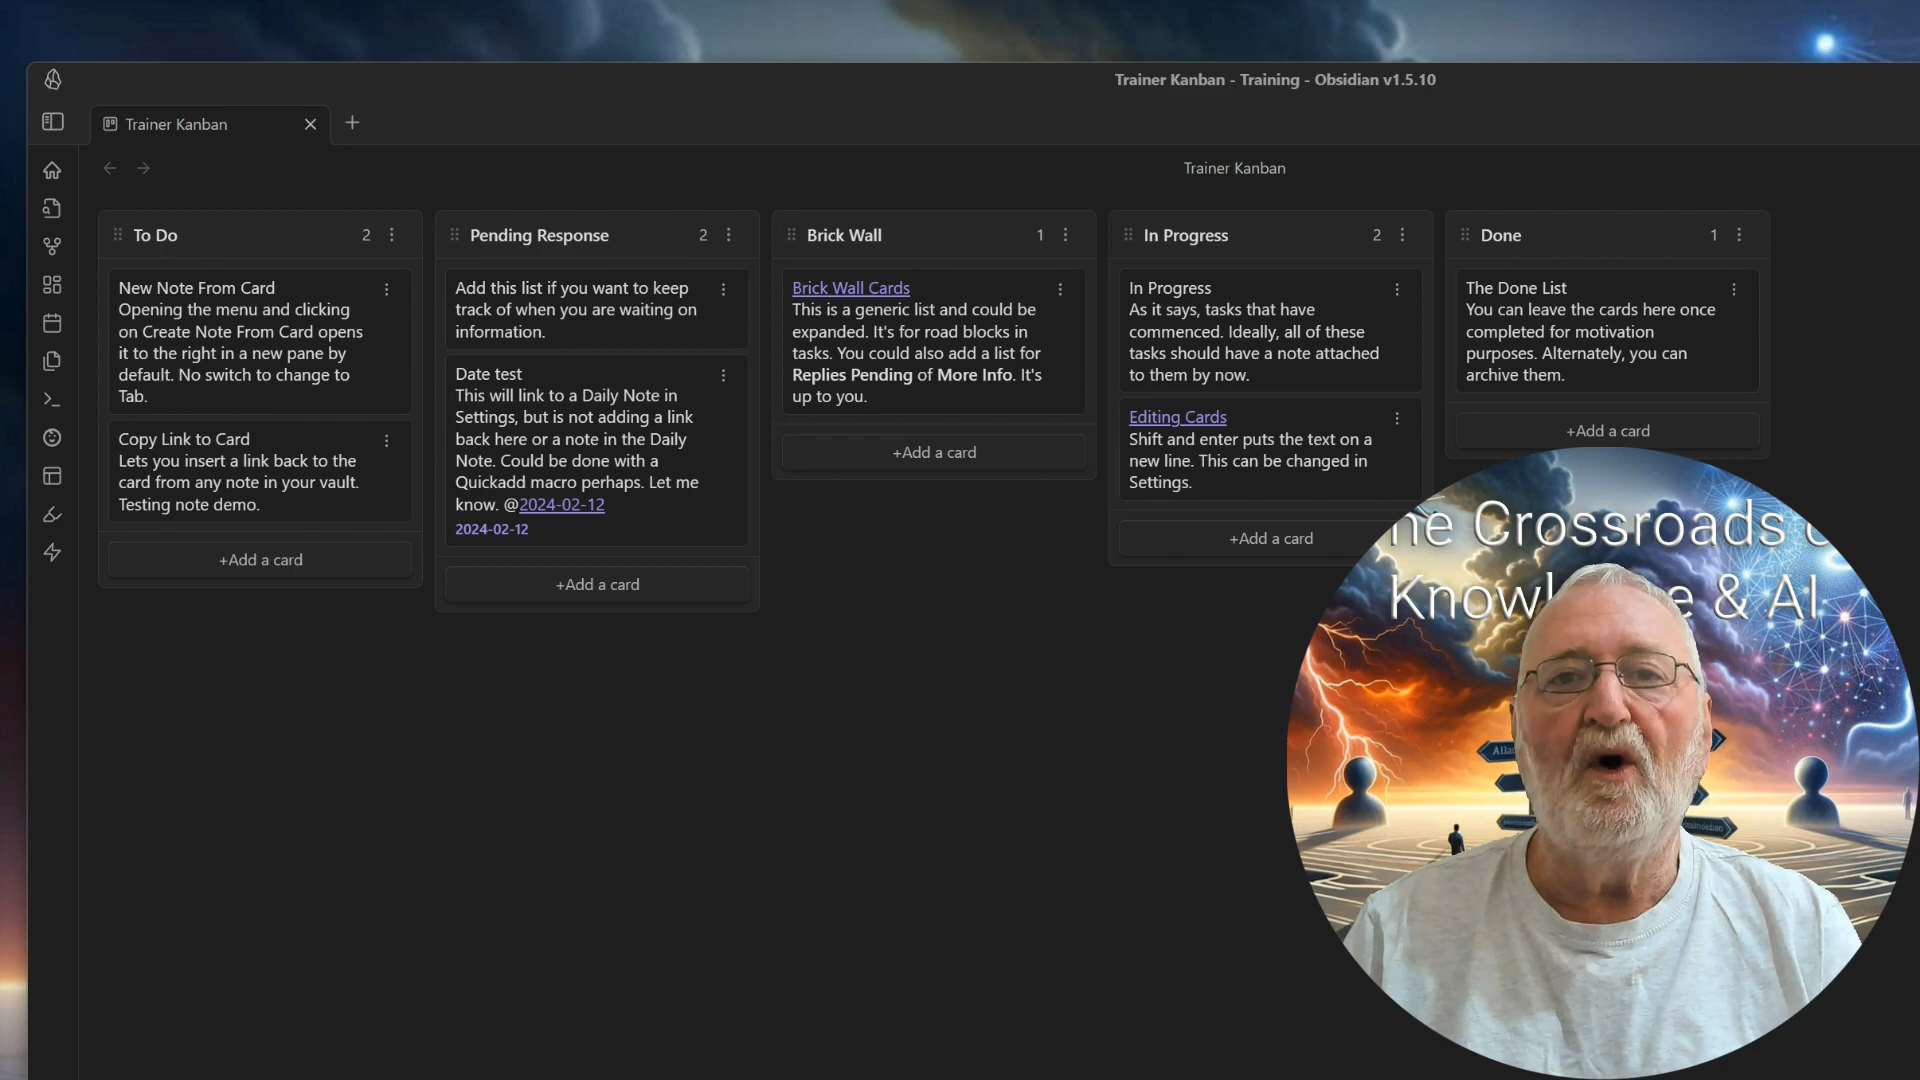 Trainer Kanban - Training - Obsidian v1.5.10
Trainer Kanban
Trainer Kanban
To Do
2
New Note From Card
Opening the menu and clicking
on Create Note From Card opens
it to the right in a new pane by
default. No switch to change to
Tab.
Copy Link to Card
Lets you insert a link back to the
card from any note in your vault.
Testing note demo.
+Add a card
Pending Response
2
Add this list if you want to keep
track of when you are waiting on
information.
Date test
This will link to a Daily Note in
Settings, but is not adding a link
back here or a note in the Daily
Note. Could be done with a
Quickadd macro perhaps. Let me
know. @2024-02-12
2024-02-12
+Add a card
Brick Wall
1
Brick Wall Cards
This is a generic list and could be
expanded. It's for road blocks in
tasks. You could also add a list for
Replies Pending of More Info. It's
up to you.
+Add a card
In Progress
2
In Progress
As it says, tasks that have
commenced. Ideally, all of these
tasks should have a note attached
to them by now.
Editing Cards
Shift and enter puts the text on a
new line. This can be changed in
Settings.
+Add a card
Done
1
The Done List
You can leave the cards here once
completed for motivation
purposes. Alternately, you can
archive them.
+Add a card
Crossroads
& AI